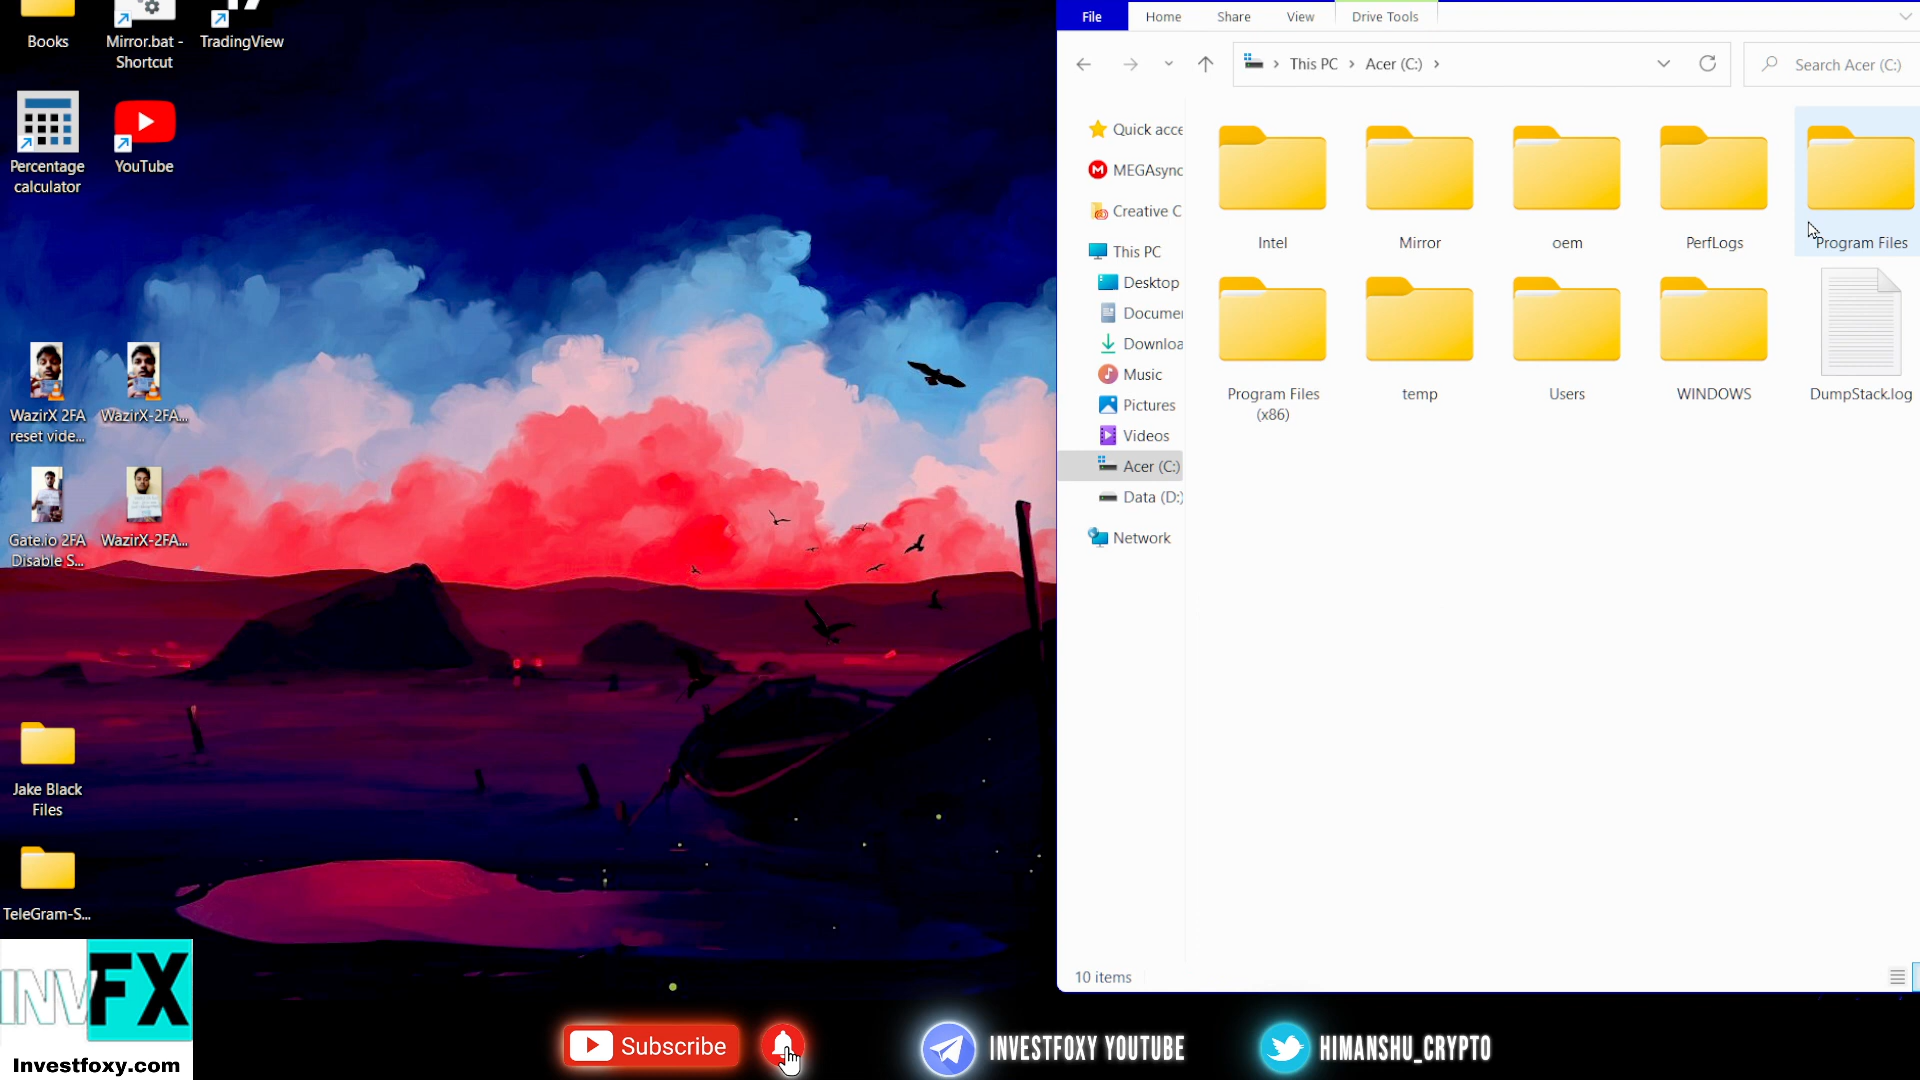 Books
Mirror.bat -
Shortcut
TradingView
Percentage
calculator
YouTube
WazirX 2FA
reset vide...
WazirX-2FA...
Gate.io 2FA
Disable S...
WazirX-2FA...
Jake Black
Files
TeleGram-S...
INVFX
Investfoxy.com
File
Home
Share
View
Drive Tools
This PC
Acer (C:)
Search Acer (C:)
Quick acce
MEGAsync
Creative C
This PC
Desktop
Documer
Downloa
Music
Pictures
Videos
Acer (C:)
Data (D:)
Network
Intel
Mirror
oem
PerfLogs
Program Files
Program Files
(x86)
temp
Users
WINDOWS
DumpStack.log
10 items
Subscribe
INVESTFOXY YOUTUBE
HIMANSHU_CRYPTO